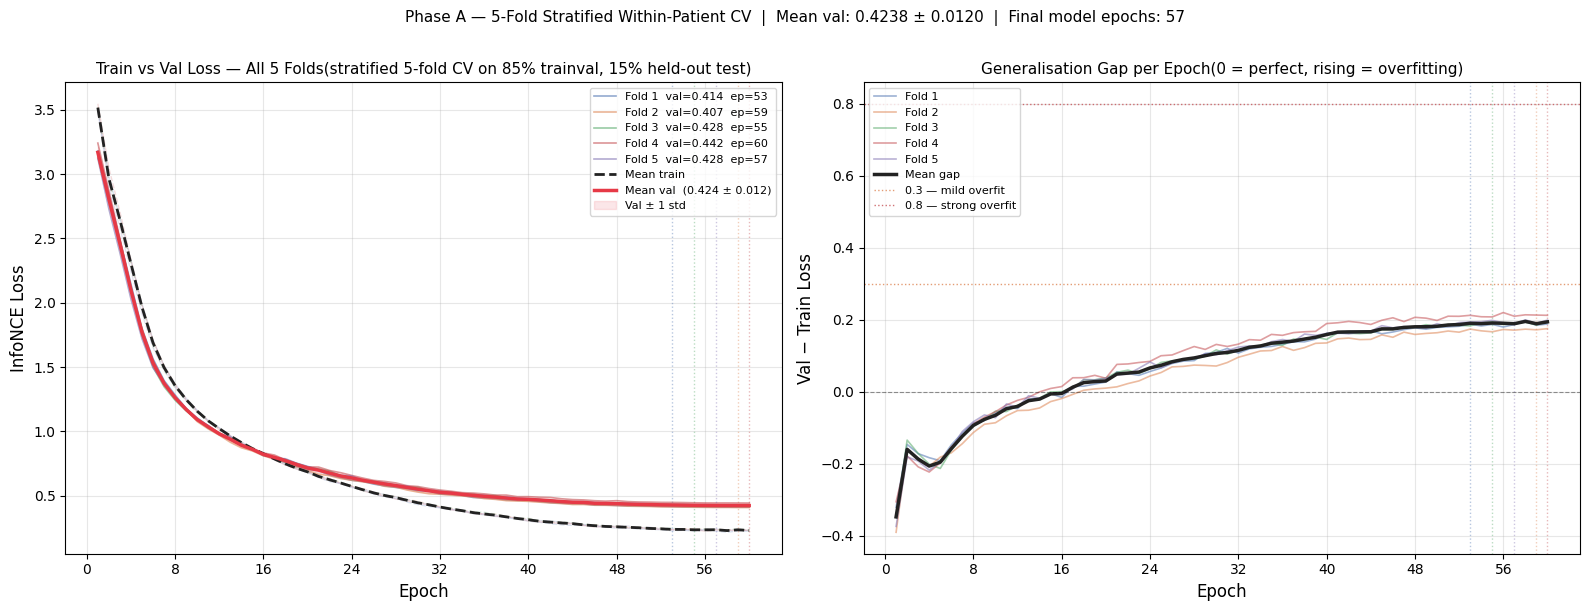 Phase A — 5-Fold Stratified Within-Patient CV  |  Mean val: 0.4238 ± 0.0120  |  Final model epochs: 57
Train vs Val Loss — All 5 Folds(stratified 5-fold CV on 85% trainval, 15% held-out test)
InfoNCE Loss
3.5
3.0
2.5
2.0
1.5
1.0
0.5
0
8
16
24
32
40
48
56
Epoch
Fold 1  val=0.414  ep=53
Fold 2  val=0.407  ep=59
Fold 3  val=0.428  ep=55
Fold 4  val=0.442  ep=60
Fold 5  val=0.428  ep=57
Mean train
Mean val  (0.424 ± 0.012)
Val ± 1 std
Generalisation Gap per Epoch(0 = perfect, rising = overfitting)
Val − Train Loss
0.8
0.6
0.4
0.2
0.0
−0.2
−0.4
0
8
16
24
32
40
48
56
Epoch
Fold 1
Fold 2
Fold 3
Fold 4
Fold 5
Mean gap
0.3 — mild overfit
0.8 — strong overfit